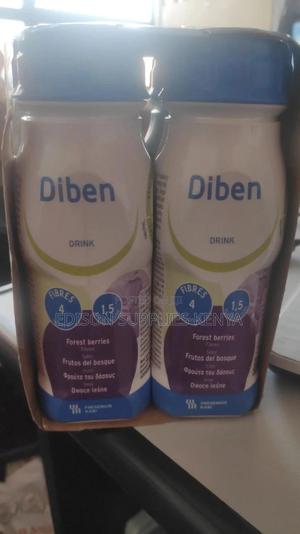 Diben
DRINK
FIBRES
4
1,5
Forest berries
Frutos del bosque
Φρούτα του δάσους
Owoce leśne
FRESENIUS
KABI
Diben
DRINK
FIBRES
4
1,5
Forest berries
Frutos del bosque
Φρούτα του δάσους
Owoce leśne
FRESENIUS
KABI
EDISON SUPPLIES KENYA